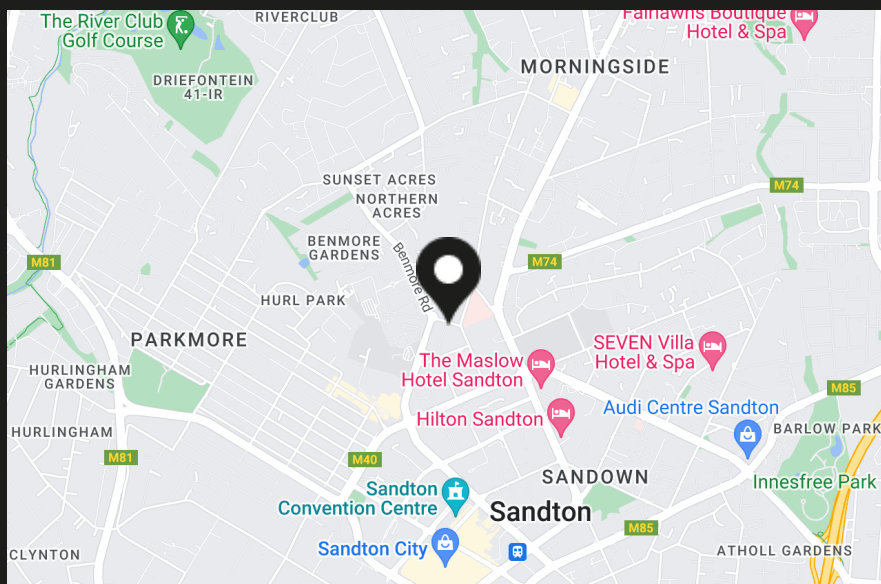 The River Club
Golf Course
RIVERCLUB
Fairlawns Boutique
Hotel & Spa
DRIEFONTEIN
41-IR
MORNINGSIDE
SUNSET ACRES
NORTHERN
ACRES
M74
BENMORE
GARDENS
Benmore Rd
M81
M74
HURL PARK
PARKMORE
SEVEN Villa
Hotel & Spa
The Maslow
Hotel Sandton
HURLINGHAM
GARDENS
M85
Hilton Sandton
Audi Centre Sandton
HURLINGHAM
BARLOW PARK
M81
M40
SANDOWN
Innesfree Park
Sandton
Convention Centre
Sandton
M85
Sandton City
CLYNTON
ATHOLL GARDENS